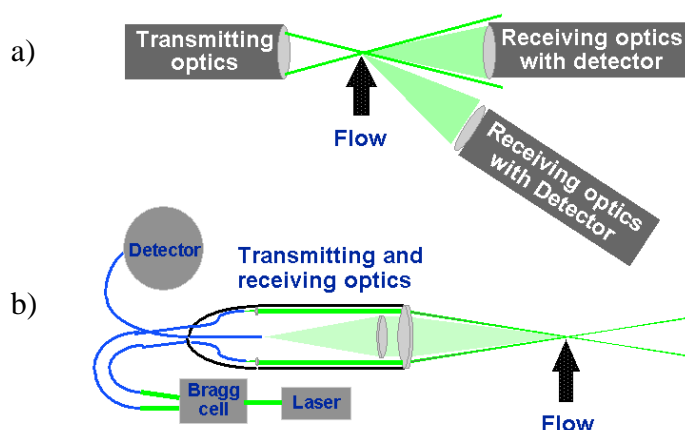 a)
Transmitting
optics
Receiving optics
with detector
Flow
Receiving optics
with Detector
b)
Detector
Transmitting and
receiving optics
Bragg
cell
Laser
Flow